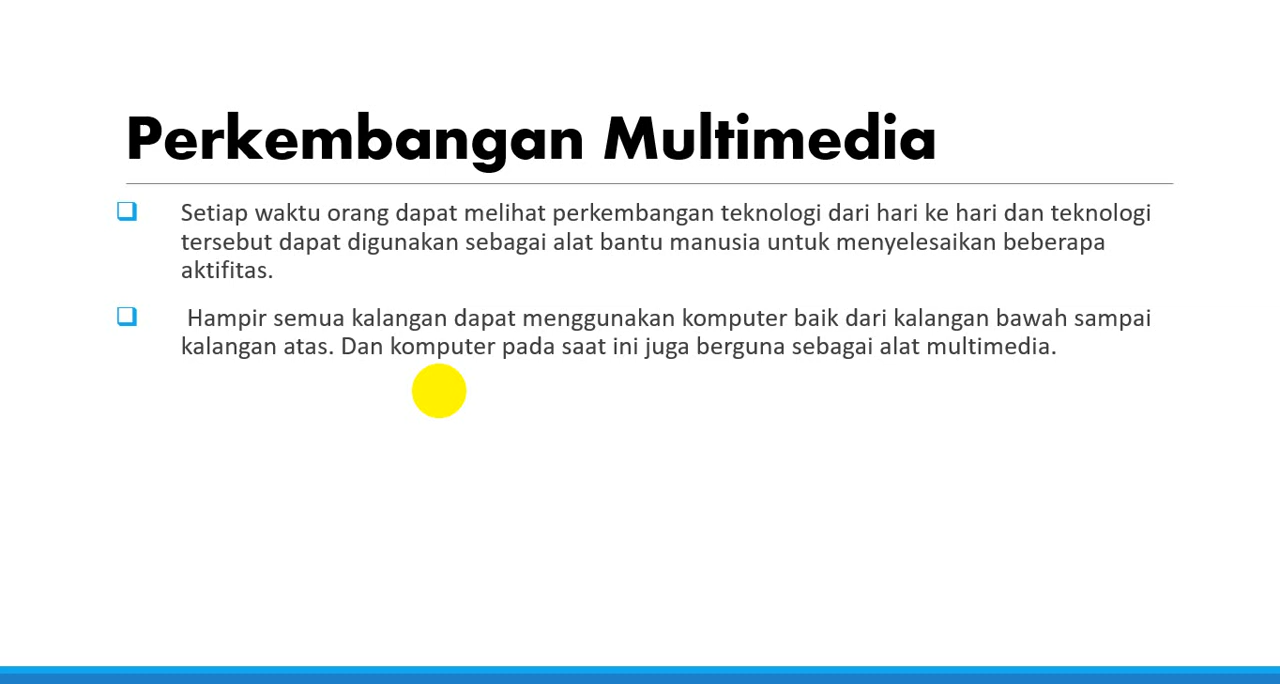 Perkembangan Multimedia
Setiap waktu orang dapat melihat perkembangan teknologi dari hari ke hari dan teknologi
tersebut dapat digunakan sebagai alat bantu manusia untuk menyelesaikan beberapa
aktifitas.
Hampir semua kalangan dapat menggunakan komputer baik dari kalangan bawah sampai
kalangan atas. Dan komputer pada saat ini juga berguna sebagai alat multimedia.